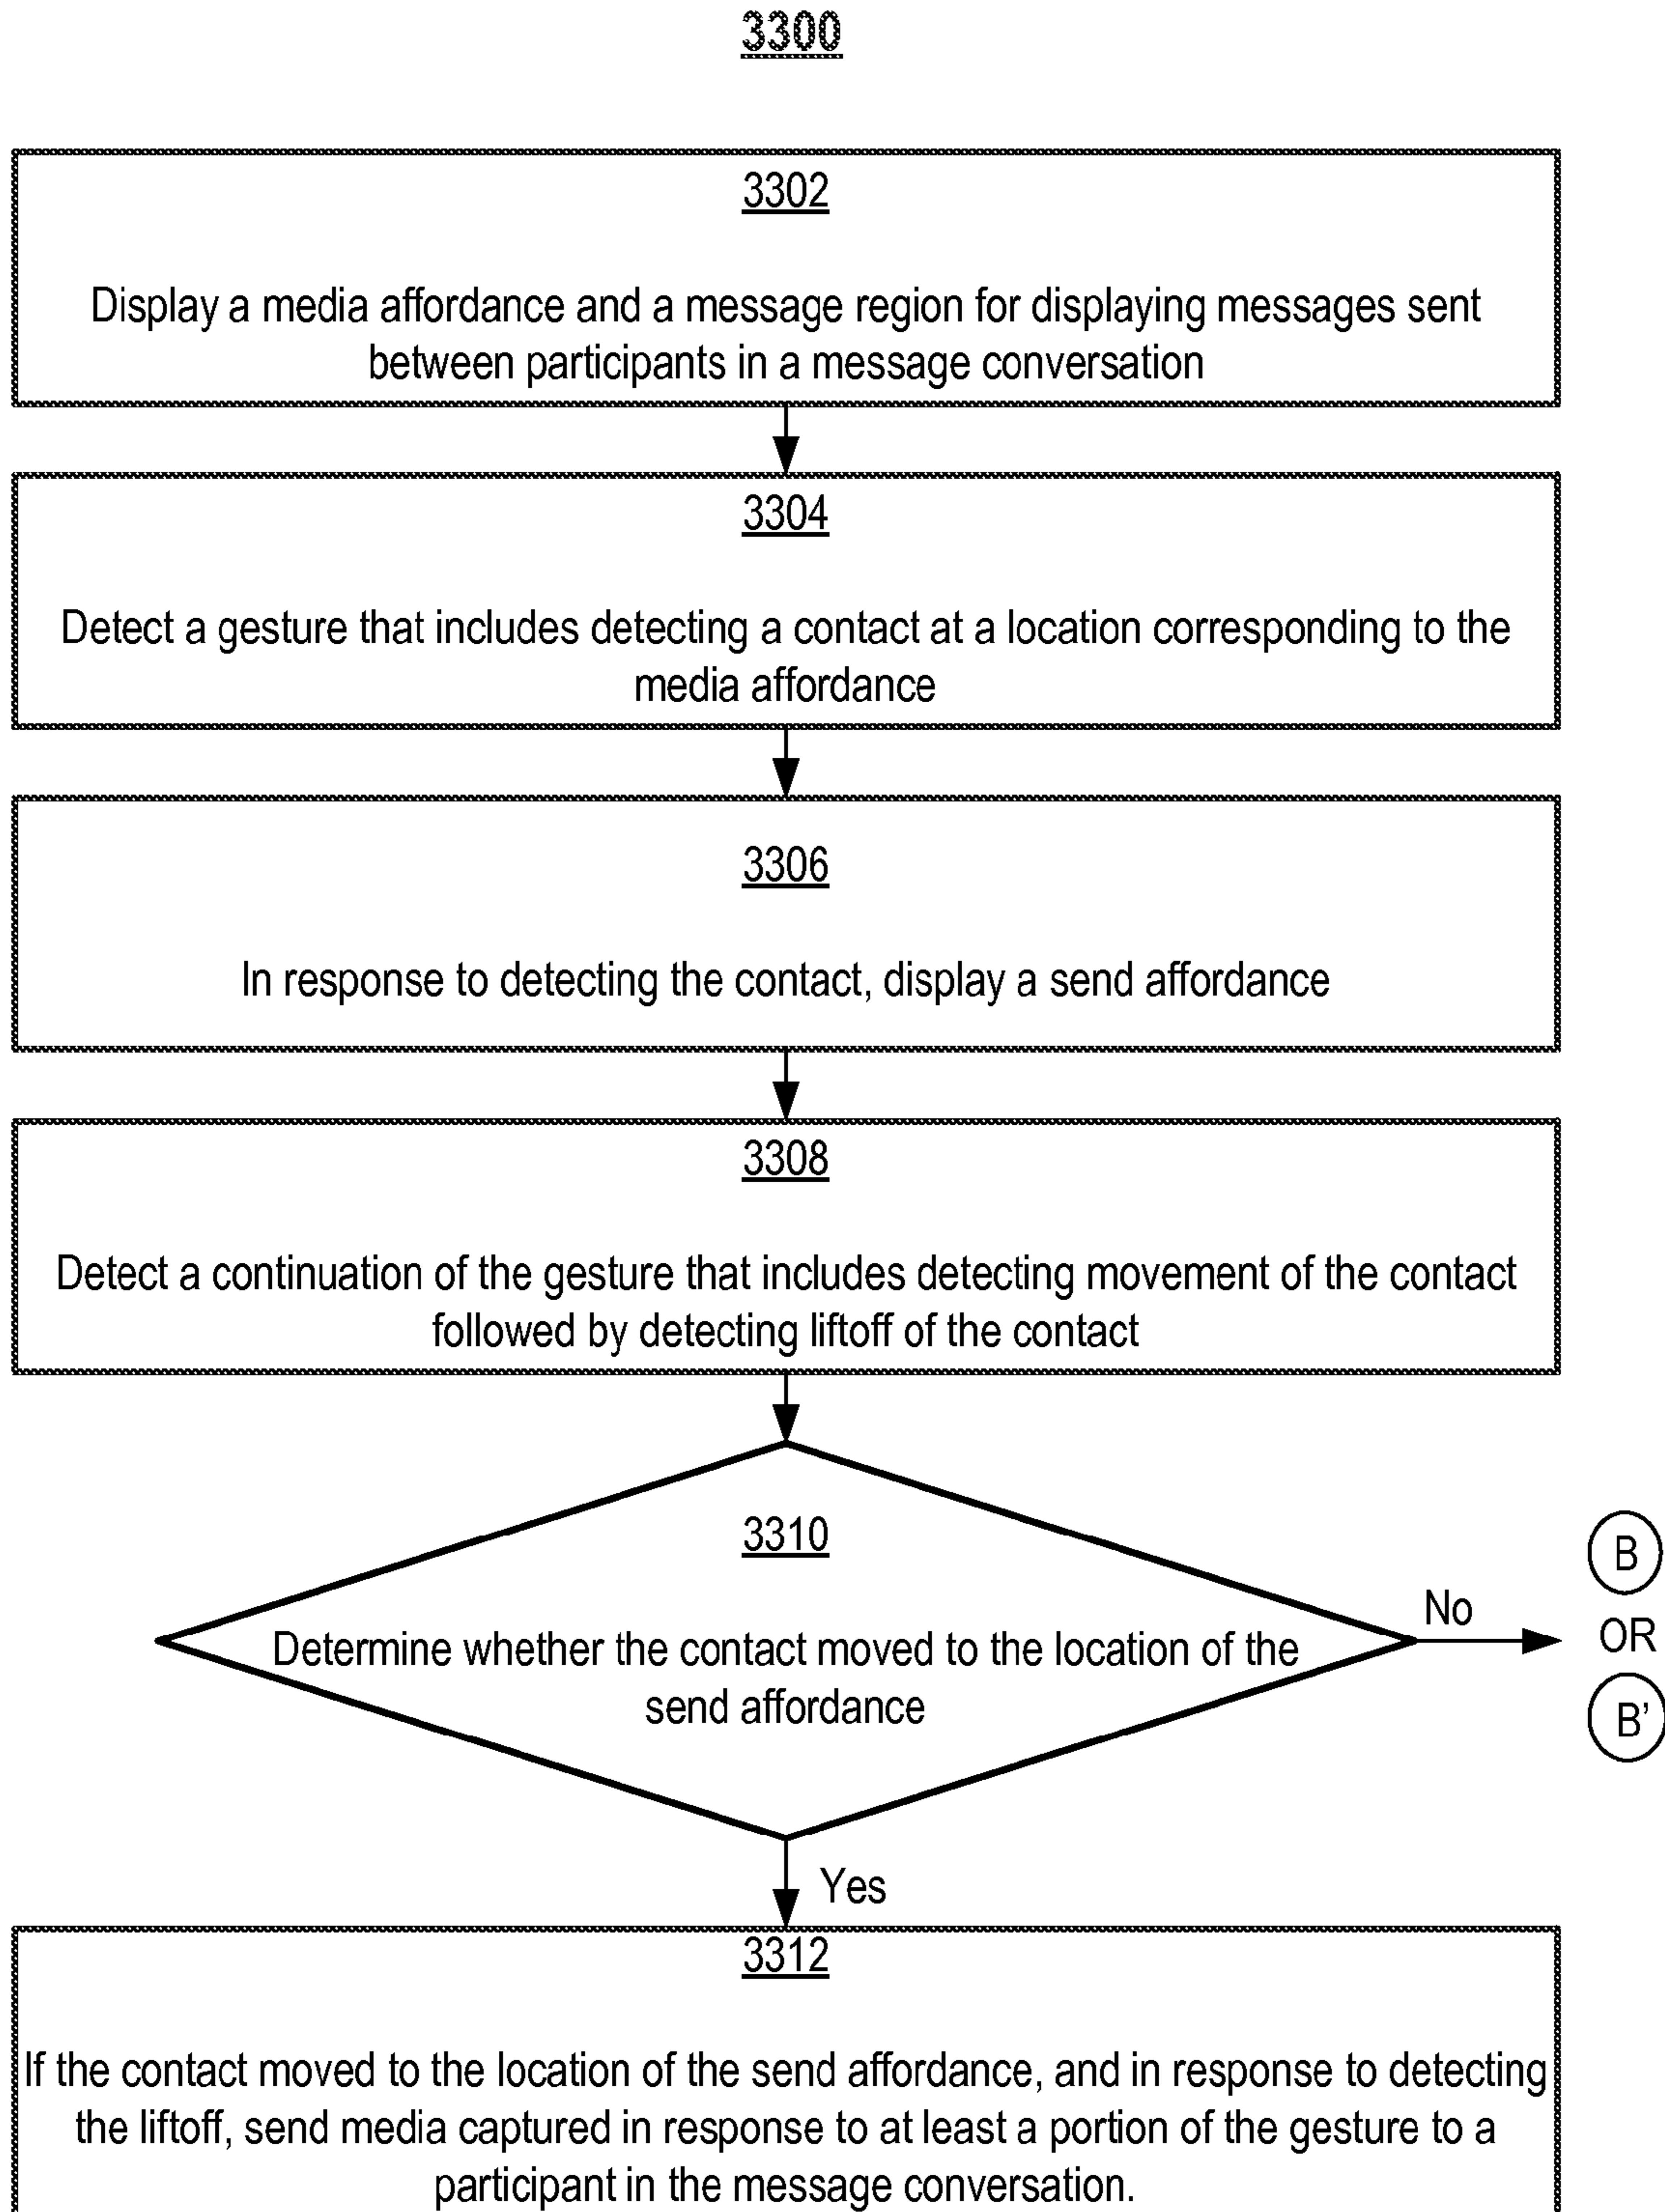 3300
3302
Display a media affordance and a message region for displaying messages sent
between participants in a message conversation
3304
Detect a gesture that includes detecting a contact at a location corresponding to the
media affordance
3306
In response to detecting the contact, display a send affordance
3308
Detect a continuation of the gesture that includes detecting movement of the contact
followed by detecting liftoff of the contact
3310
Determine whether the contact moved to the location of the
send affordance
No
B
OR
B'
Yes
3312
If the contact moved to the location of the send affordance, and in response to detecting
the liftoff, send media captured in response to at least a portion of the gesture to a
participant in the message conversation.